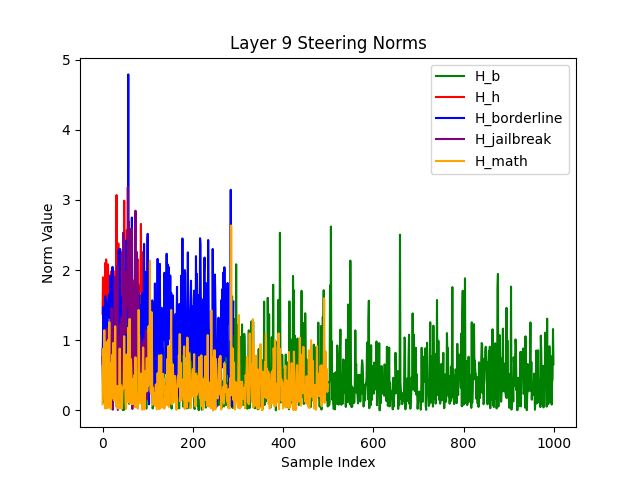 Layer 9 Steering Norms
H_b
H_h
H_borderline
H_jailbreak
H_math
Norm Value
5
4
3
2
1
0
0 200 400 600 800 1000
Sample Index